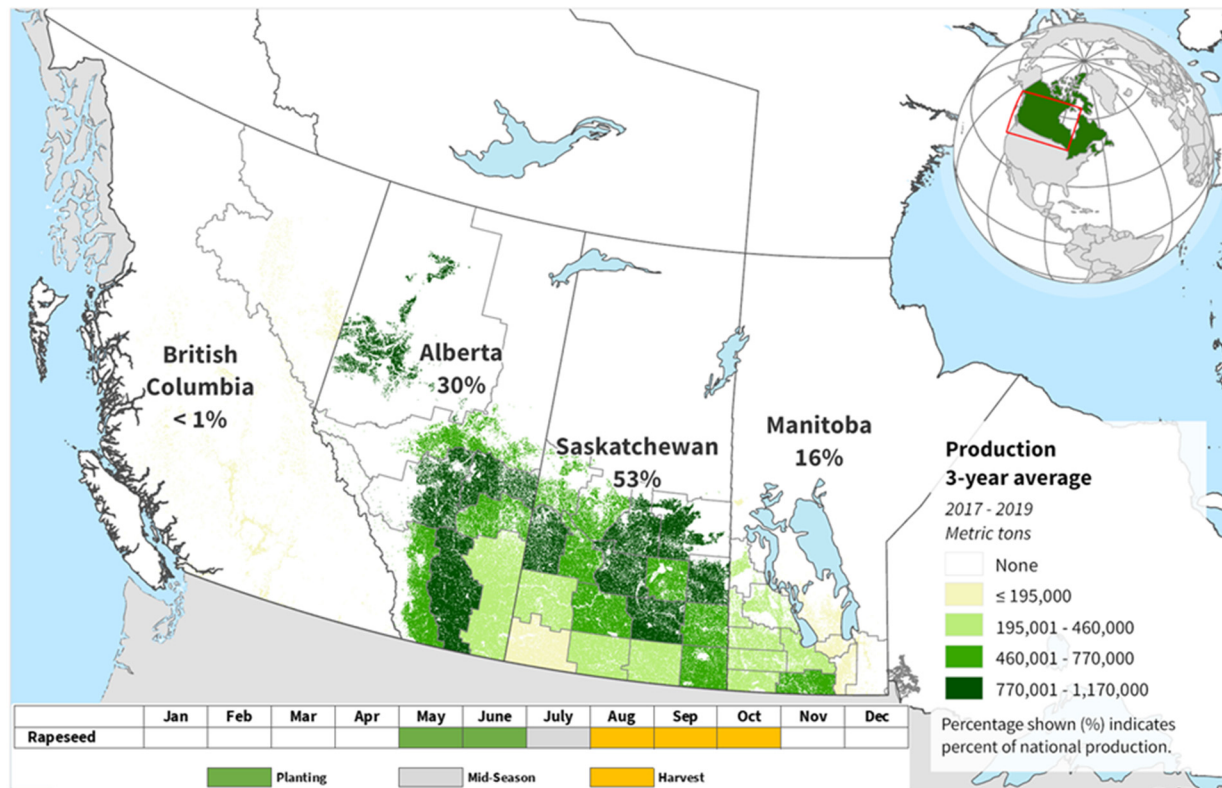 British
Columbia
< 1%
Alberta
30%
Saskatchewan
53%
Manitoba
16%
Production
3-year average
2017 - 2019
Metric tons
None
≤ 195,000
195,001 - 460,000
460,001 - 770,000
770,001 - 1,170,000
Percentage shown (%) indicates
percent of national production.
Jan Feb Mar Apr May June July Aug Sep Oct Nov Dec
Rapeseed
Planting Mid-Season Harvest